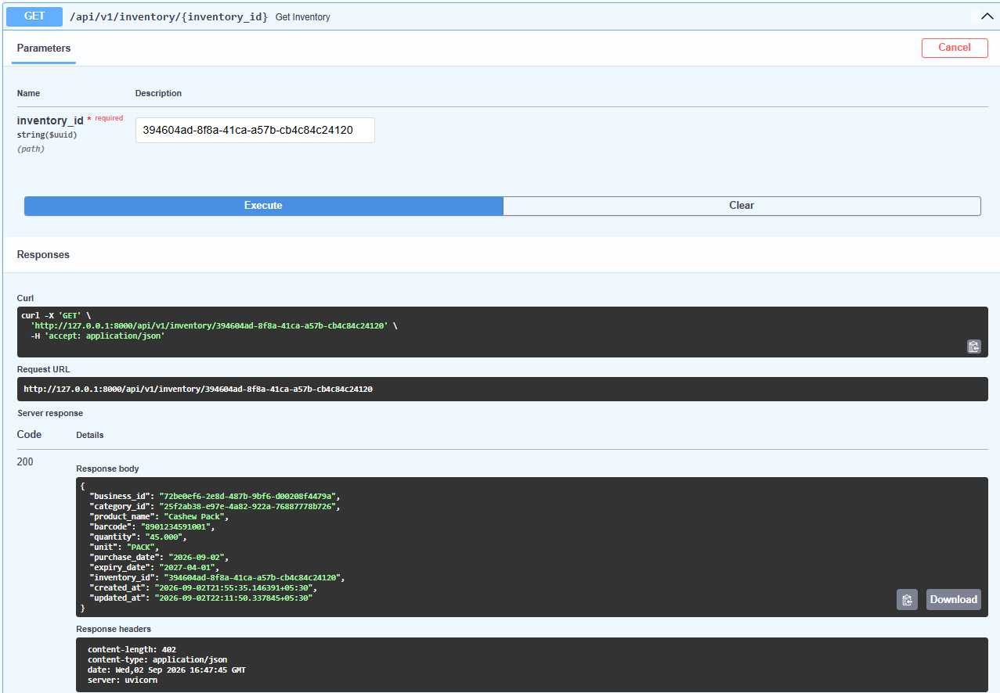 GET /api/v1/inventory/{inventory_id} Get Inventory
Parameters
Cancel
Name Description
inventory_id * required
string($uuid)
(path)
394604ad-8f8a-41ca-a57b-cb4c84c24120
Execute Clear
Responses
Curl
curl -X 'GET' \
  'http://127.0.0.1:8000/api/v1/inventory/394604ad-8f8a-41ca-a57b-cb4c84c24120' \
  -H 'accept: application/json'
Request URL
http://127.0.0.1:8000/api/v1/inventory/394604ad-8f8a-41ca-a57b-cb4c84c24120
Server response
Code Details
200
Response body
{
  "business_id": "72be0ef6-2e8d-487b-9bf6-d00208f4479a",
  "category_id": "25f2ab38-e97e-4a82-922a-76887778b726",
  "product_name": "Cashew Pack",
  "barcode": "8901234591001",
  "quantity": "45.000",
  "unit": "PACK",
  "purchase_date": "2026-09-02",
  "expiry_date": "2027-04-01",
  "inventory_id": "394604ad-8f8a-41ca-a57b-cb4c84c24120",
  "created_at": "2026-09-02T21:55:35.146391+05:30",
  "updated_at": "2026-09-02T22:11:50.337845+05:30"
}
Download
Response headers
content-length: 402
content-type: application/json
date: Wed,02 Sep 2026 16:47:45 GMT
server: uvicorn